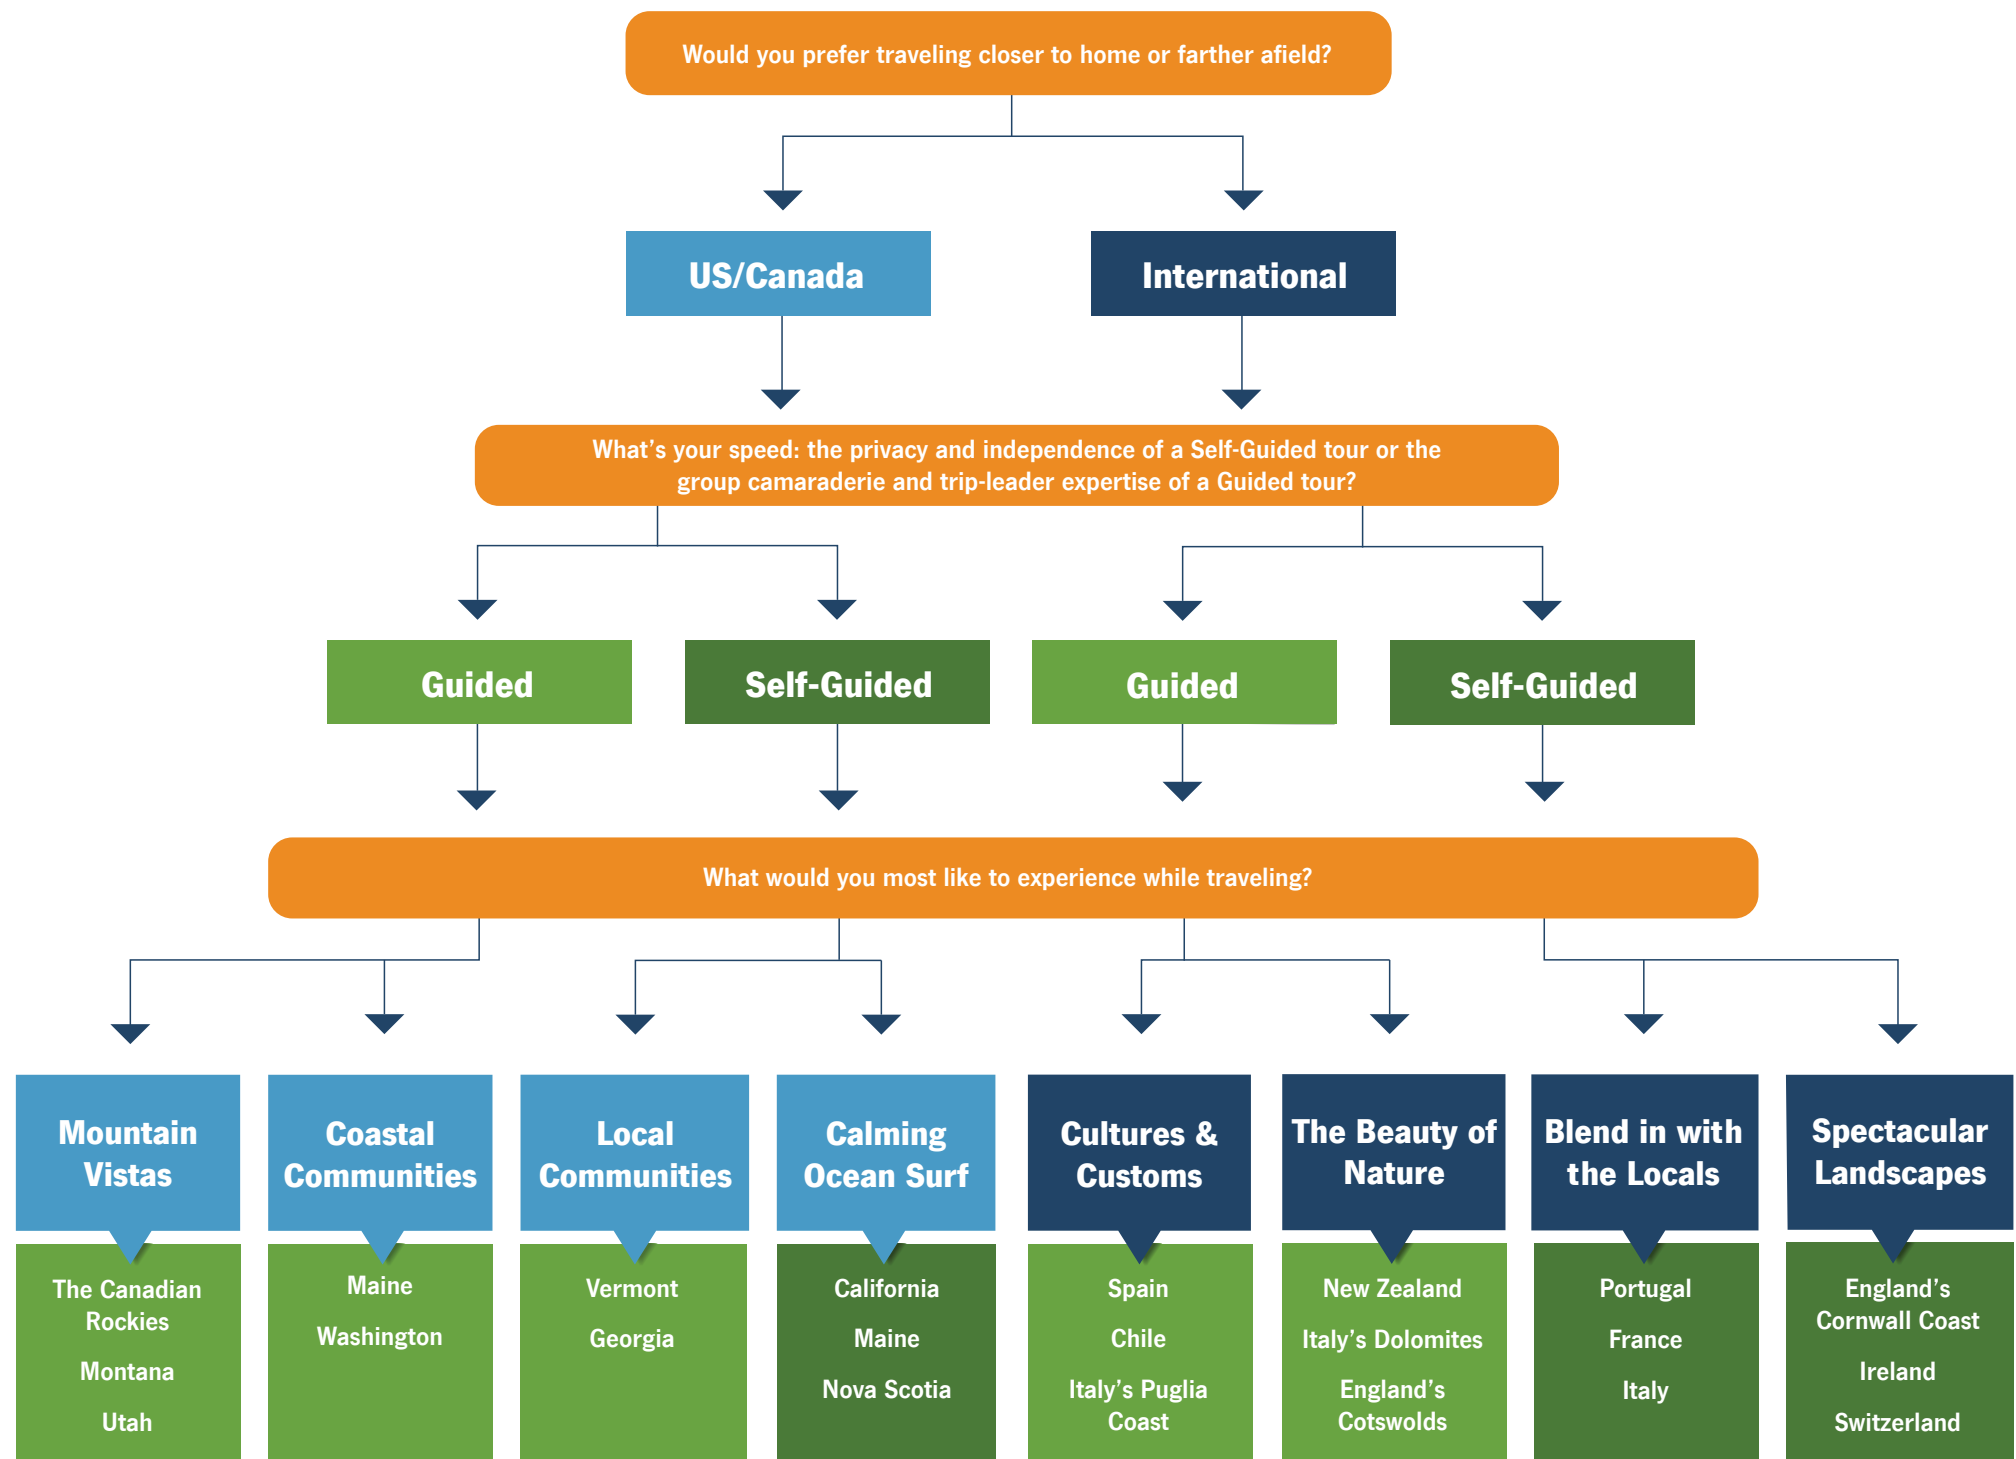 Would you prefer traveling closer to home or farther afield?
US/Canada
International
What's your speed: the privacy and independence of a Self-Guided tour or the
group camaraderie and trip-leader expertise of a Guided tour?
Guided
Self-Guided
Guided
Self-Guided
What would you most like to experience while traveling?
Mountain
Vistas
The Canadian
Rockies
Montana
Utah
Coastal
Communities
Maine
Washington
Local
Communities
Vermont
Georgia
Calming
Ocean Surf
California
Maine
Nova Scotia
Cultures &
Customs
Spain
Chile
Italy's Puglia
Coast
The Beauty of
Nature
New Zealand
Italy's Dolomites
England's
Cotswolds
Blend in with
the Locals
Portugal
France
Italy
Spectacular
Landscapes
England's
Cornwall Coast
Ireland
Switzerland